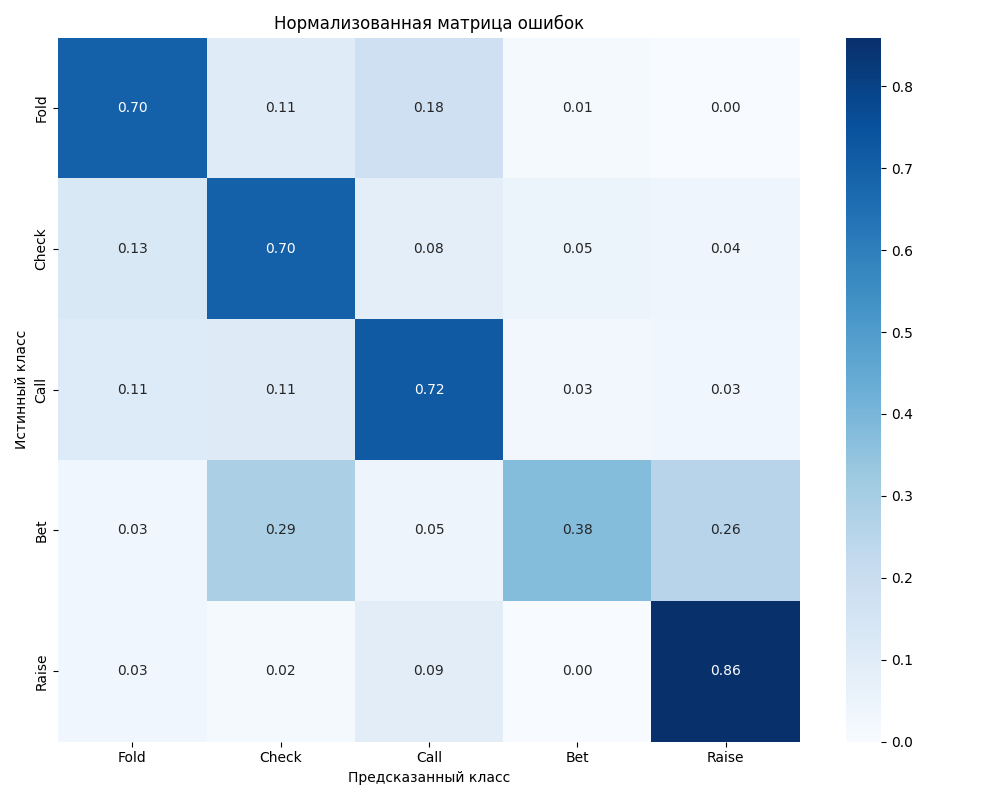 Нормализованная матрица ошибок
Истинный класс
Fold 0.70 0.11 0.18 0.01 0.00
Check 0.13 0.70 0.08 0.05 0.04
Call 0.11 0.11 0.72 0.03 0.03
Bet 0.03 0.29 0.05 0.38 0.26
Raise 0.03 0.02 0.09 0.00 0.86
Fold Check Call Bet Raise
Предсказанный класс
0.8
0.7
0.6
0.5
0.4
0.3
0.2
0.1
0.0